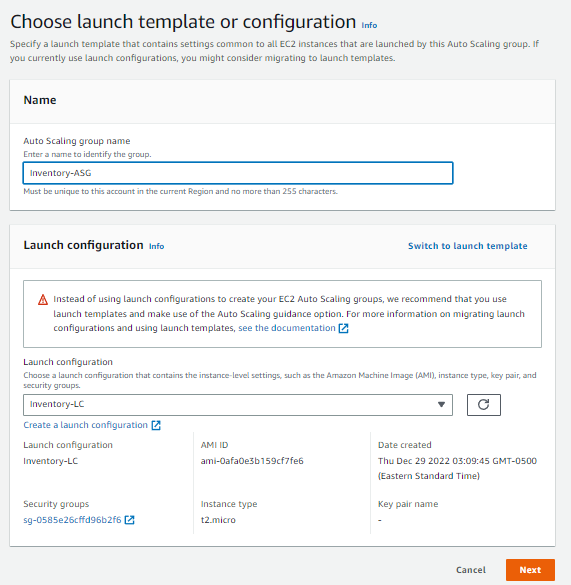 Choose launch template or configuration Info
Specify a launch template that contains settings common to all EC2 instances that are launched by this Auto Scaling group. If
you currently use launch configurations, you might consider migrating to launch templates.
Name
Auto Scaling group name
Enter a name to identify the group.
Inventory-ASG
Must be unique to this account in the current Region and no more than 255 characters.
Launch configuration Info
Switch to launch template
Instead of using launch configurations to create your EC2 Auto Scaling groups, we recommend that you use
launch templates and make use of the Auto Scaling guidance option. For more information on migrating launch
configurations and using launch templates, see the documentation
Launch configuration
Choose a launch configuration that contains the instance-level settings, such as the Amazon Machine Image (AMI), instance type, key pair, and
security groups.
Inventory-LC
Create a launch configuration
Launch configuration
Inventory-LC
AMI ID
ami-0afa0e3b159cf7fe6
Date created
Thu Dec 29 2022 03:09:45 GMT-0500
(Eastern Standard Time)
Security groups
sg-0585e26cffd96b2f6
Instance type
t2.micro
Key pair name
-
Cancel
Next